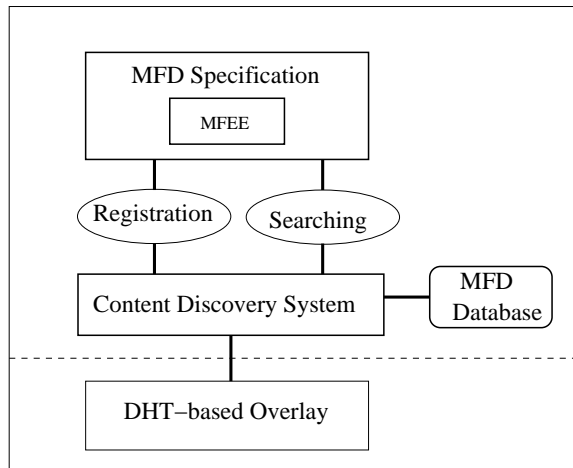 MFD Specification
MFEE
Registration
Searching
Content Discovery System
MFD
Database
DHT−based Overlay